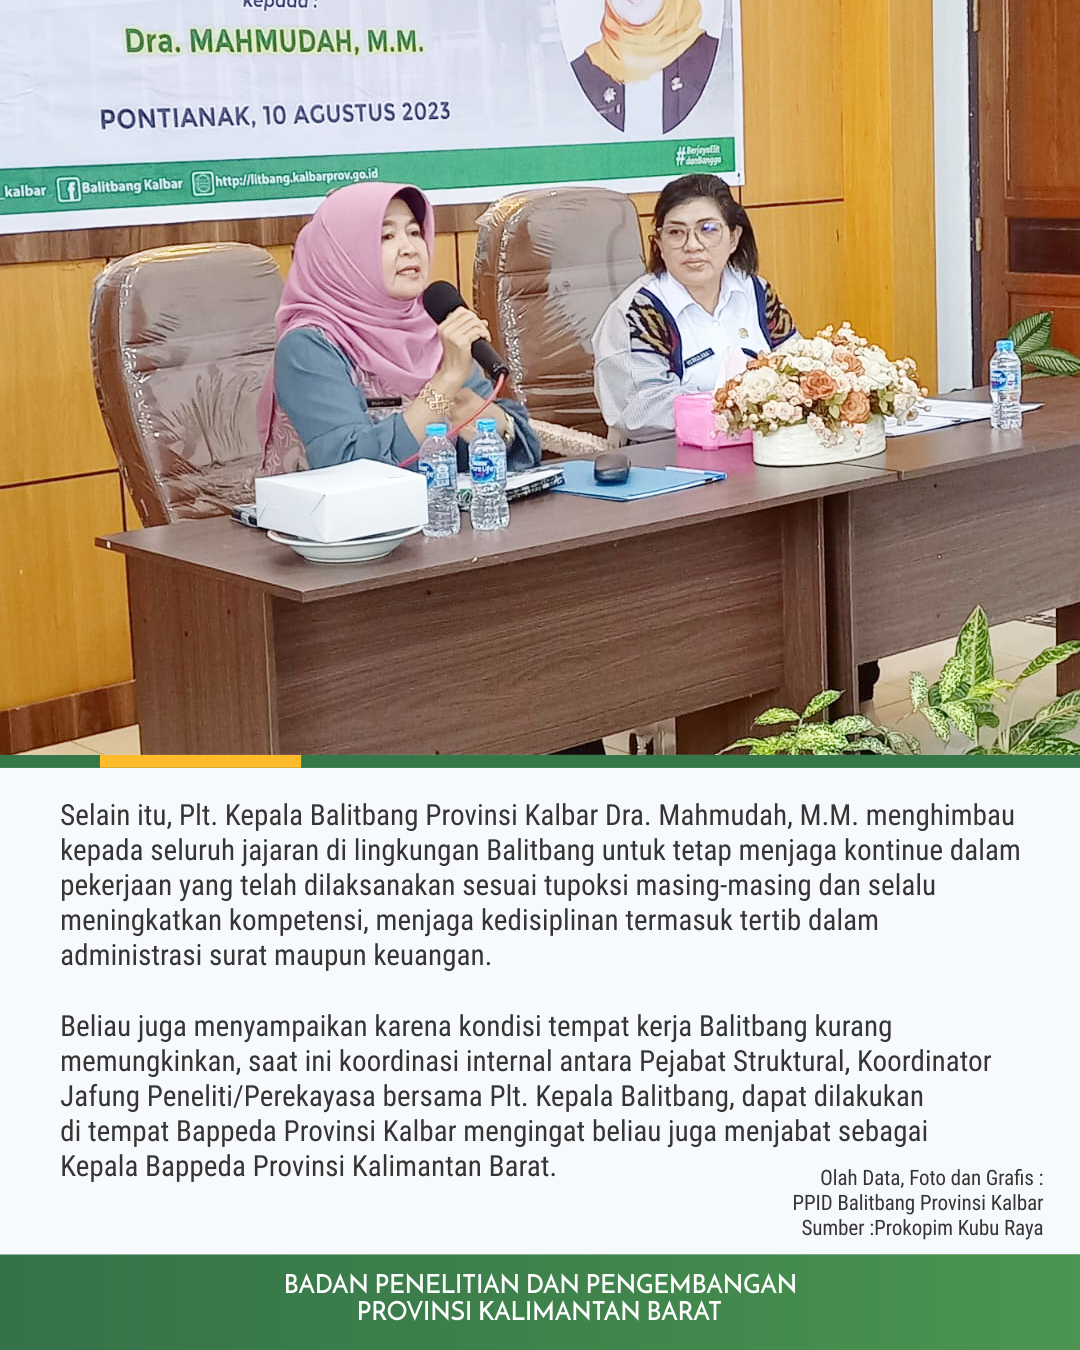 kepada :
Dra. MAHMUDAH, M.M.
PONTIANAK, 10 AGUSTUS 2023
#BerjayaElit
danBangga
_kalbar
Balitbang Kalbar
http://litbang.kalbarprov.go.id
Selain itu, Plt. Kepala Balitbang Provinsi Kalbar Dra. Mahmudah, M.M. menghimbau
kepada seluruh jajaran di lingkungan Balitbang untuk tetap menjaga kontinue dalam
pekerjaan yang telah dilaksanakan sesuai tupoksi masing-masing dan selalu
meningkatkan kompetensi, menjaga kedisiplinan termasuk tertib dalam
administrasi surat maupun keuangan.
Beliau juga menyampaikan karena kondisi tempat kerja Balitbang kurang
memungkinkan, saat ini koordinasi internal antara Pejabat Struktural, Koordinator
Jafung Peneliti/Perekayasa bersama Plt. Kepala Balitbang, dapat dilakukan
di tempat Bappeda Provinsi Kalbar mengingat beliau juga menjabat sebagai
Kepala Bappeda Provinsi Kalimantan Barat.
Olah Data, Foto dan Grafis :
PPID Balitbang Provinsi Kalbar
Sumber :Prokopim Kubu Raya
BADAN PENELITIAN DAN PENGEMBANGAN
PROVINSI KALIMANTAN BARAT